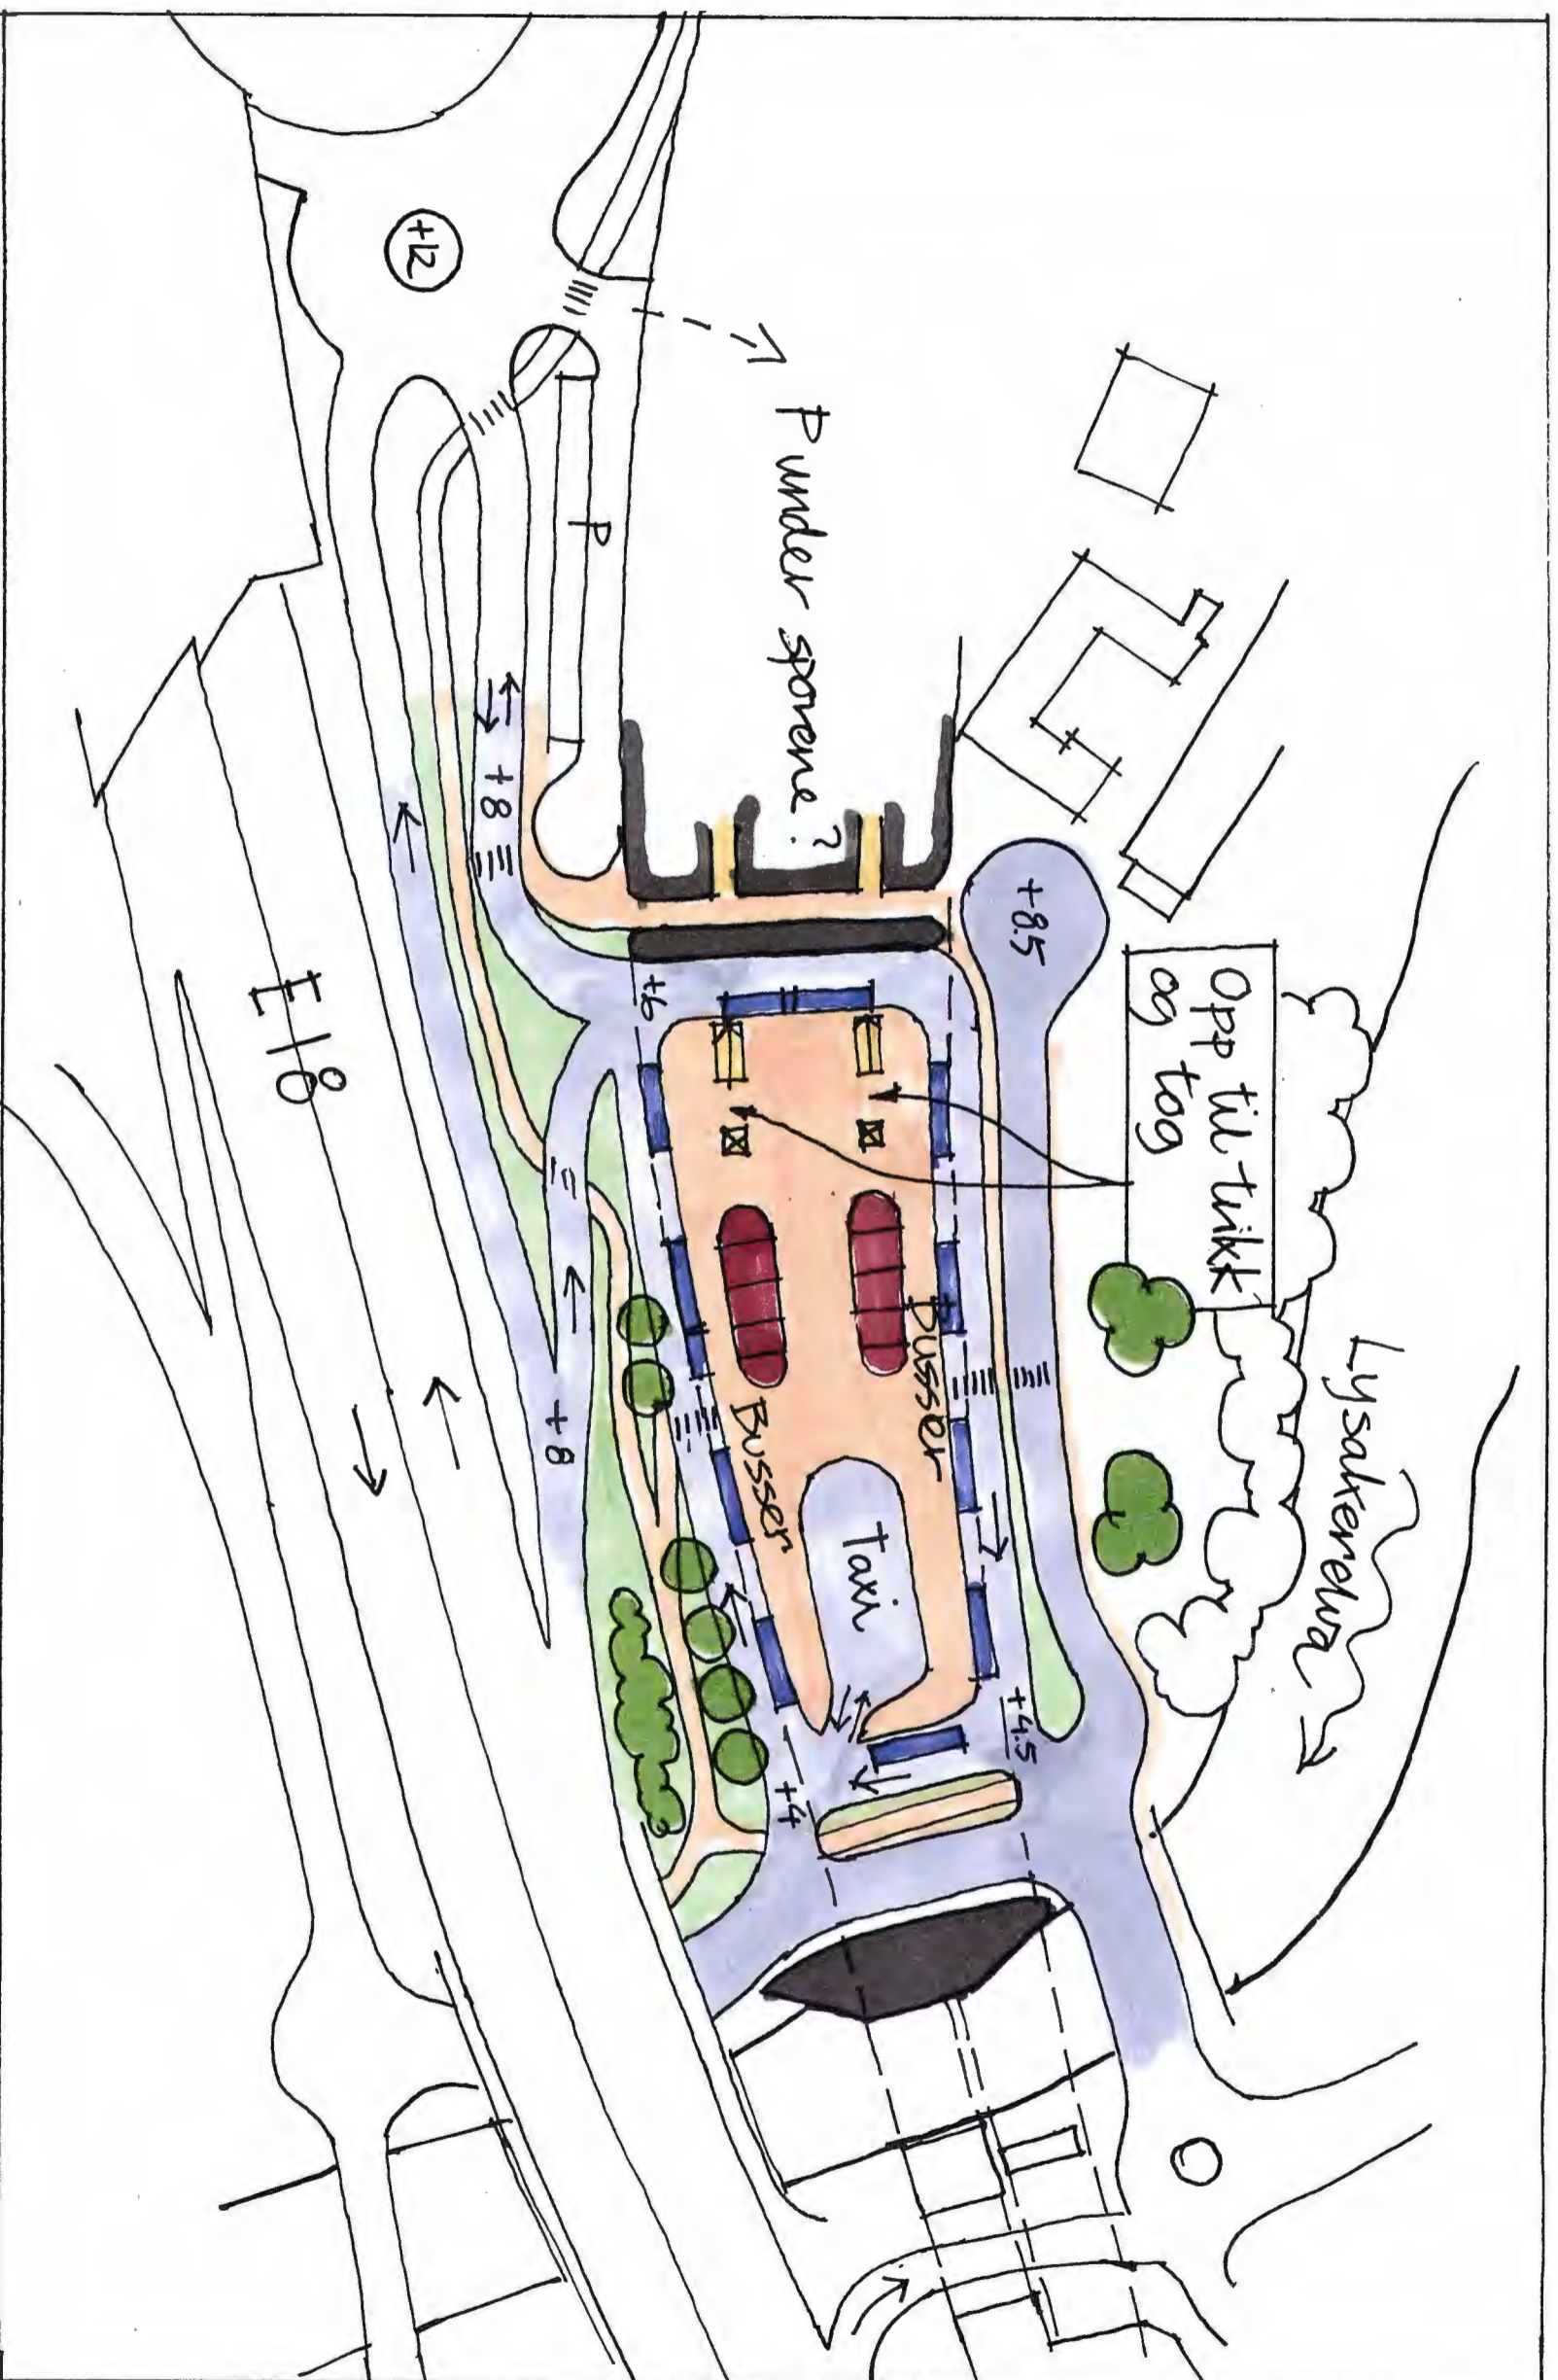 Lysakerelva
Opp til trikk
og tog
+8.5
P under sporene?
P
+12
+8
+6
Busser
Busser
Taxi
+4.5
+4
+8
E18